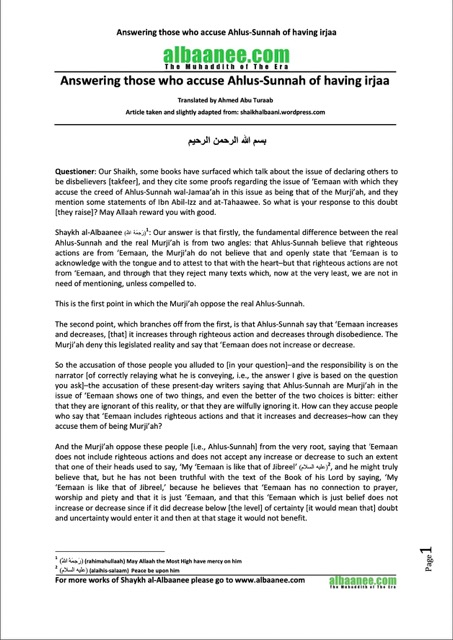 Answering those who accuse Ahlus-Sunnah of having irjaa
albaanee.com
The Muhaddith of The Era
Answering those who accuse Ahlus-Sunnah of having irjaa
Translated by Ahmed Abu Turaab
Article taken and slightly adapted from: shaikhalbaani.wordpress.com
بسم الله الرحمن الرحيم
Questioner: Our Shaikh, some books have surfaced which talk about the issue of declaring others to
be disbelievers [takfeer], and they cite some proofs regarding the issue of ‘Eemaan with which they
accuse the creed of Ahlus-Sunnah wal-Jamaa’ah in this issue as being that of the Murji’ah, and they
mention some statements of Ibn Abil-Izz and at-Tahaawee. So what is your response to this doubt
[they raise]? May Allaah reward you with good.
Shaykh al-Albaanee (رَحِمَهُ اللهُ)1: Our answer is that firstly, the fundamental difference between the real
Ahlus-Sunnah and the real Murji’ah is from two angles: that Ahlus-Sunnah believe that righteous
actions are from ‘Eemaan, the Murji’ah do not believe that and openly state that ‘Eemaan is to
acknowledge with the tongue and to attest to that with the heart–but that righteous actions are not
from ‘Eemaan, and through that they reject many texts which, now at the very least, we are not in
need of mentioning, unless compelled to.
This is the first point in which the Murji’ah oppose the real Ahlus-Sunnah.
The second point, which branches off from the first, is that Ahlus-Sunnah say that ‘Eemaan increases
and decreases, [that] it increases through righteous action and decreases through disobedience. The
Murji’ah deny this legislated reality and say that ‘Eemaan does not increase or decrease.
So the accusation of those people you alluded to [in your question]–and the responsibility is on the
narrator [of correctly relaying what he is conveying, i.e., the answer I give is based on the question
you ask]–the accusation of these present-day writers saying that Ahlus-Sunnah are Murji’ah in the
issue of ‘Eemaan shows one of two things, and even the better of the two choices is bitter: either
that they are ignorant of this reality, or that they are wilfully ignoring it. How can they accuse people
who say that ‘Eemaan includes righteous actions and that it increases and decreases–how can they
accuse them of being Murji’ah?
And the Murji’ah oppose these people [i.e., Ahlus-Sunnah] from the very root, saying that ‘Eemaan
does not include righteous actions and does not accept any increase or decrease to such an extent
that one of their heads used to say, ‘My ‘Eemaan is like that of Jibreel’ (عليه السلام)2, and he might truly
believe that, but he has not been truthful with the text of the Book of his Lord by saying, ‘My
‘Eemaan is like that of Jibreel,’ because he believes that ‘Eemaan has no connection to prayer,
worship and piety and that it is just ‘Eemaan, and that this ‘Eemaan which is just belief does not
increase or decrease since if it did decrease below [the level] of certainty [it would mean that] doubt
and uncertainty would enter it and then at that stage it would not benefit.
1 (رَحِمَهُ اللهُ) (rahimahullaah) May Allaah the Most High have mercy on him
2 (عليه السلام) (alaihis-salaam) Peace be upon him
For more works of Shaykh al-Albaanee please go to www.albaanee.com
albaanee.com
The Muhaddith of The Era
Page 1